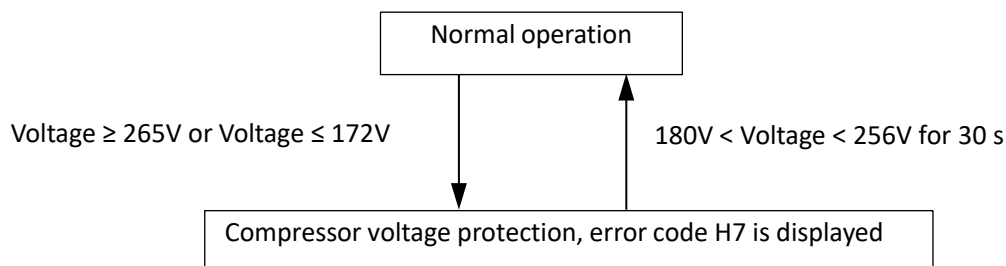 Normal operation
Voltage ≥ 265V or Voltage ≤ 172V
180V < Voltage < 256V for 30 s
Compressor voltage protection, error code H7 is displayed